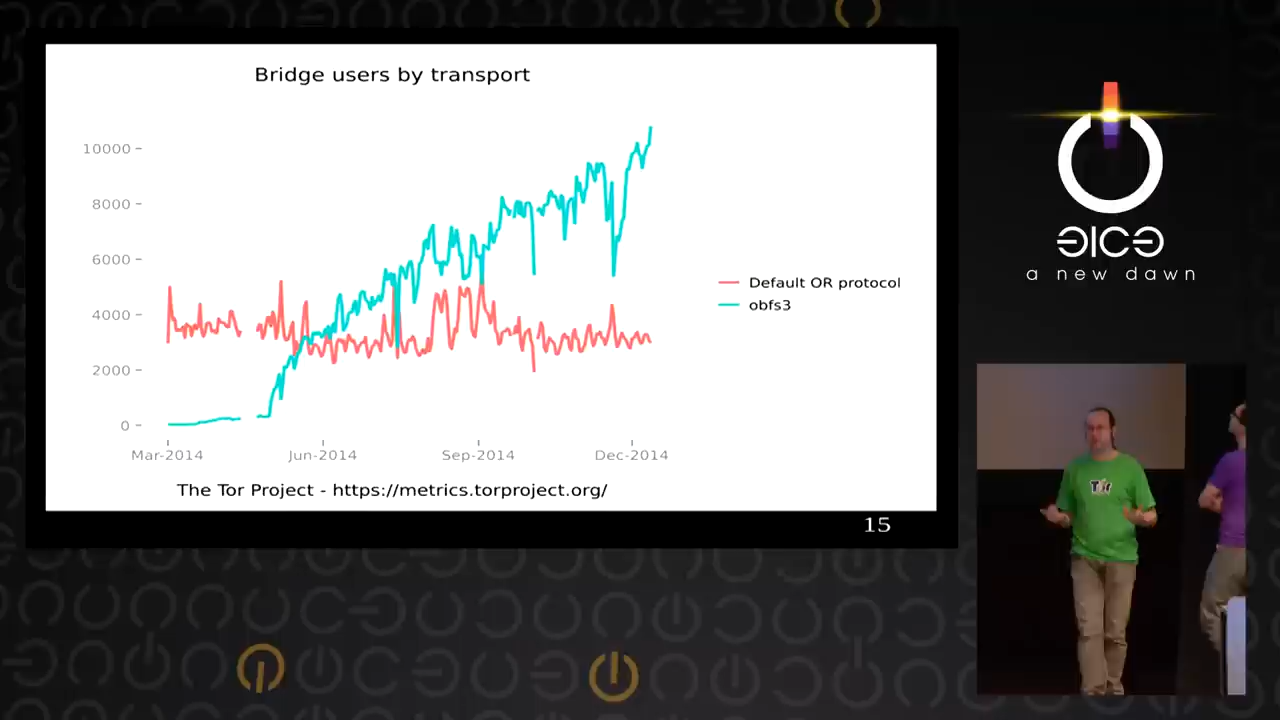 Bridge users by transport
10000
8000
6000
4000
2000
0
Mar-2014 Jun-2014 Sep-2014 Dec-2014
Default OR protocol
obfs3
The Tor Project - https://metrics.torproject.org/
15
a new dawn
Tor